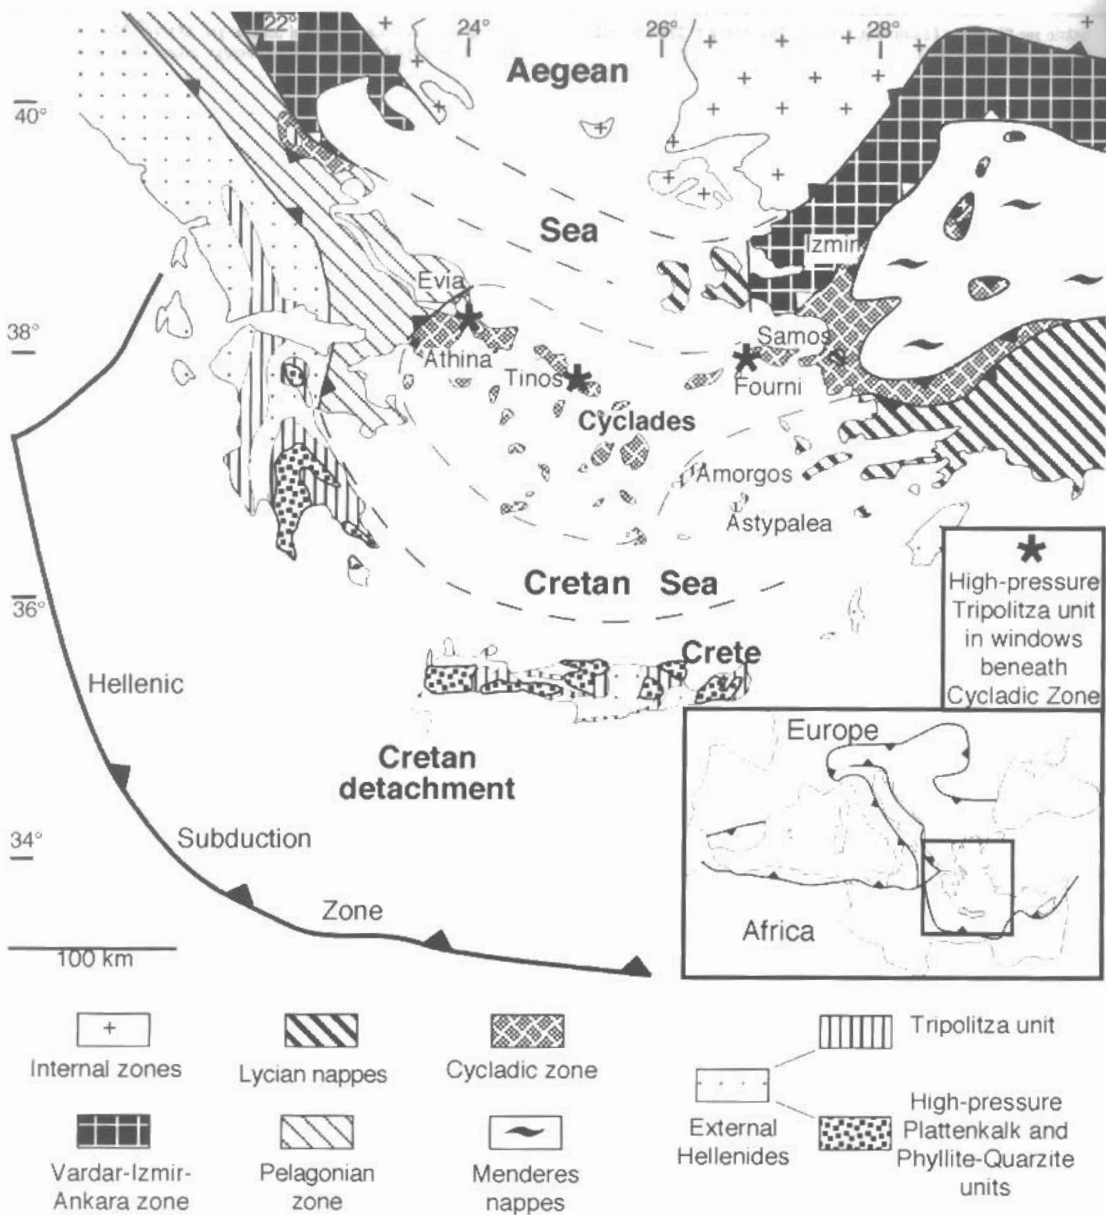 22°
24°
26°
28°
Aegean
40°
Sea
Izmir
Evia
38°
Samos
Athina
Tinos
Fourni
Cyclades
Amorgos
Astypalea
Cretan Sea
36°
High-pressure
Tripolitza unit
in windows
beneath
Cycladic Zone
Crete
Hellenic
Europe
Cretan
detachment
34°
Subduction
Zone
Africa
100 km
Internal zones
Lycian nappes
Cycladic zone
Tripolitza unit
External
Hellenides
High-pressure
Plattenkalk and
Phyllite-Quarzite
units
Vardar-Izmir-
Ankara zone
Pelagonian
zone
Menderes
nappes